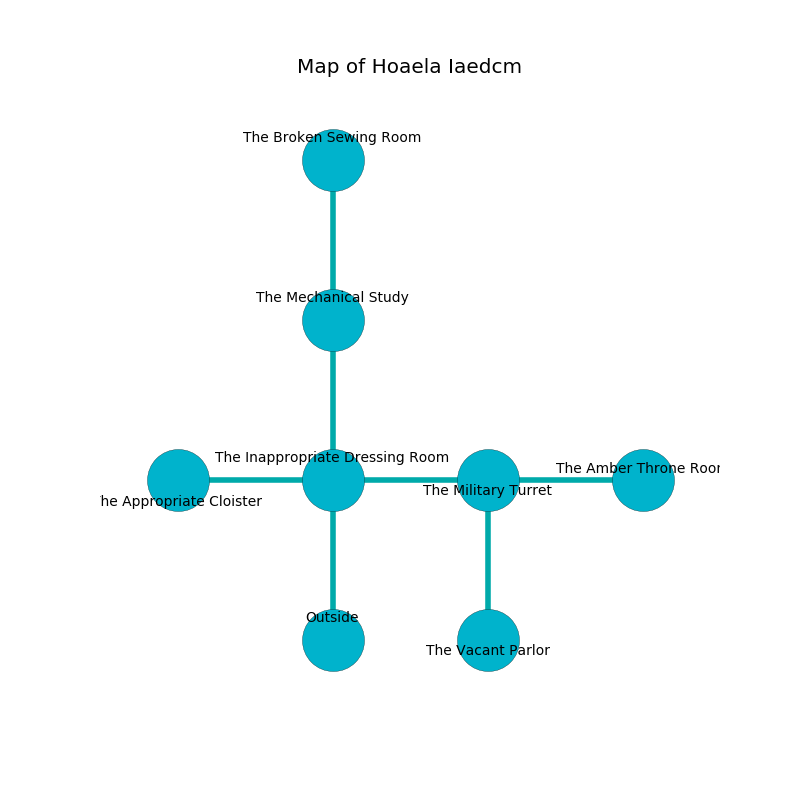 Map of Hoaela Iaedcm
The Broken Sewing Room
The Mechanical Study
The Inappropriate Dressing Room
The Amber Throne Roor
The Military Turret
he Appropriate Cloister
Outside
The Vacant Parlor